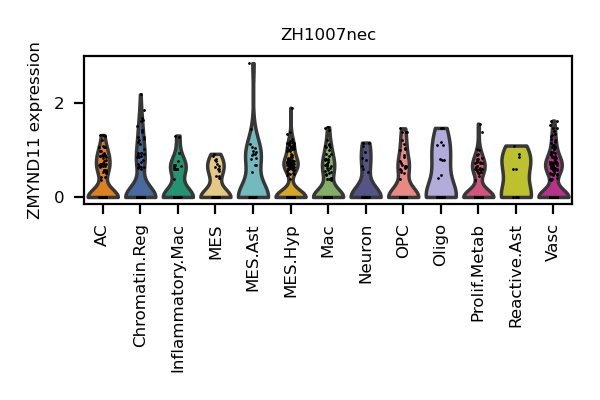 ZH1007nec
ZMYND11 expression
2
0
AC
Chromatin.Reg
Inflammatory.Mac
MES
MES.Ast
MES.Hyp
Mac
Neuron
OPC
Oligo
Prolif.Metab
Reactive.Ast
Vasc